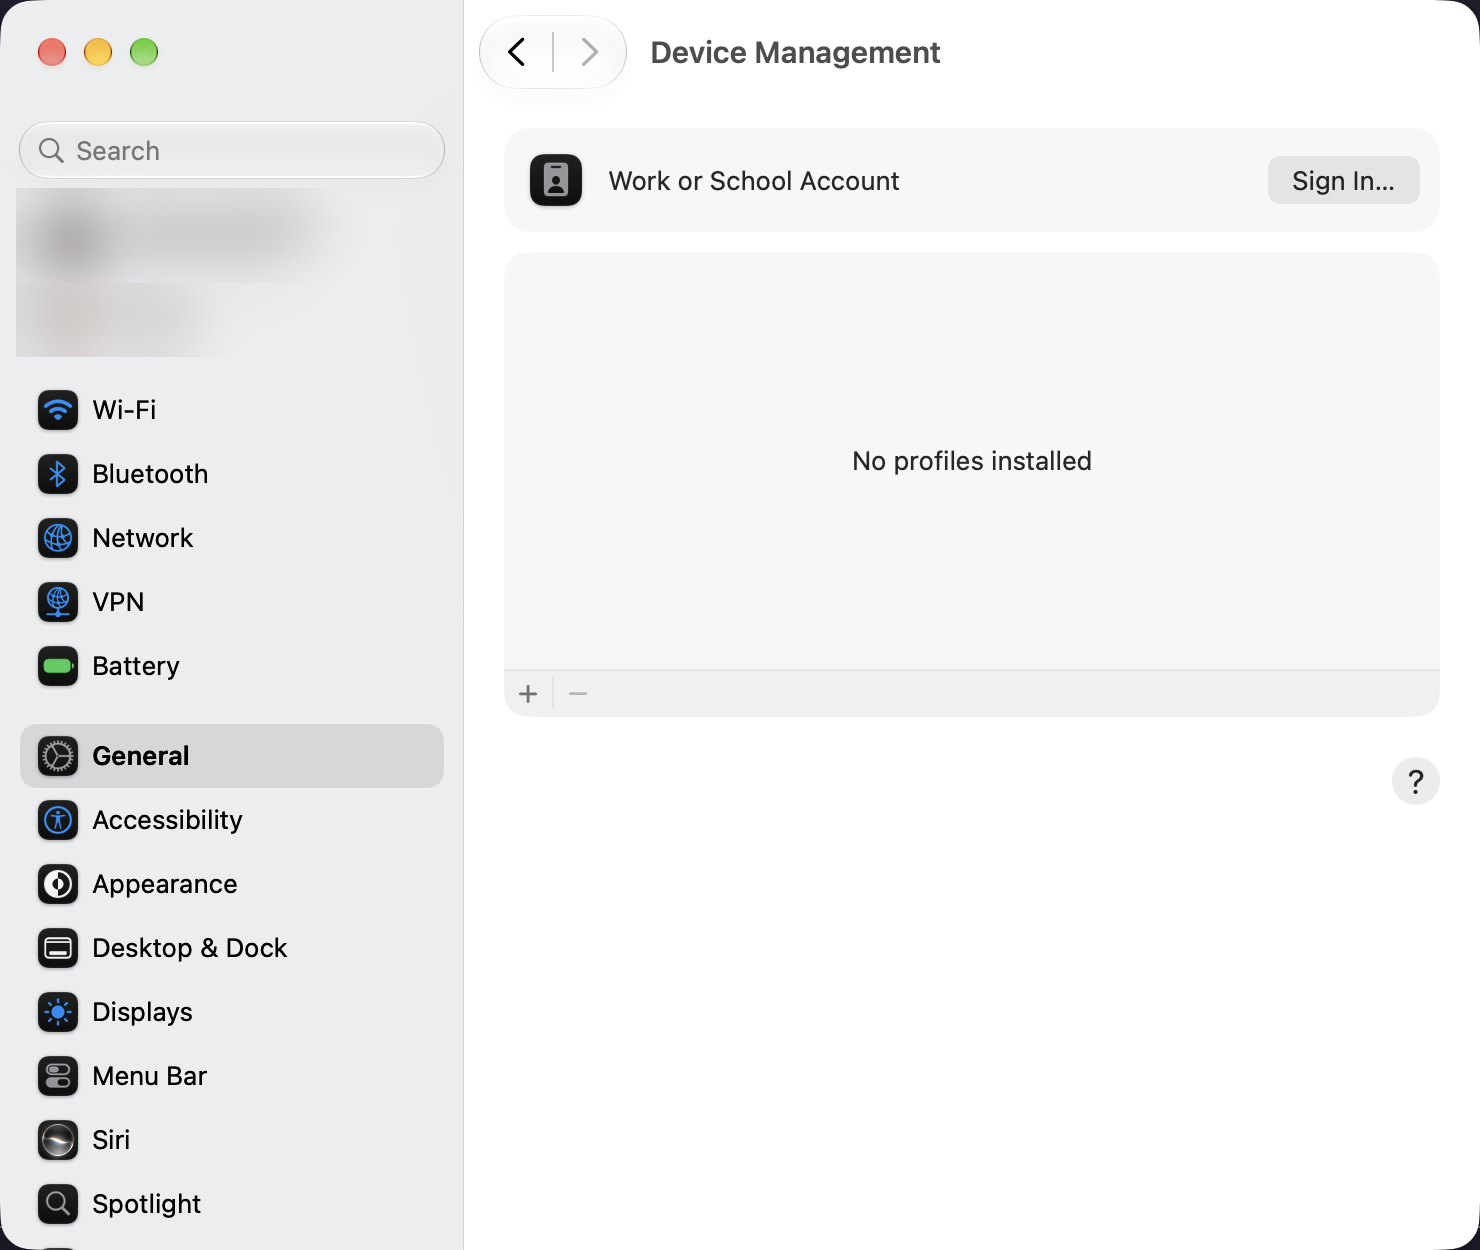 Search
Wi-Fi
Bluetooth
Network
VPN
Battery
General
Accessibility
Appearance
Desktop & Dock
Displays
Menu Bar
Siri
Spotlight
Device Management
Work or School Account
Sign In...
No profiles installed
?